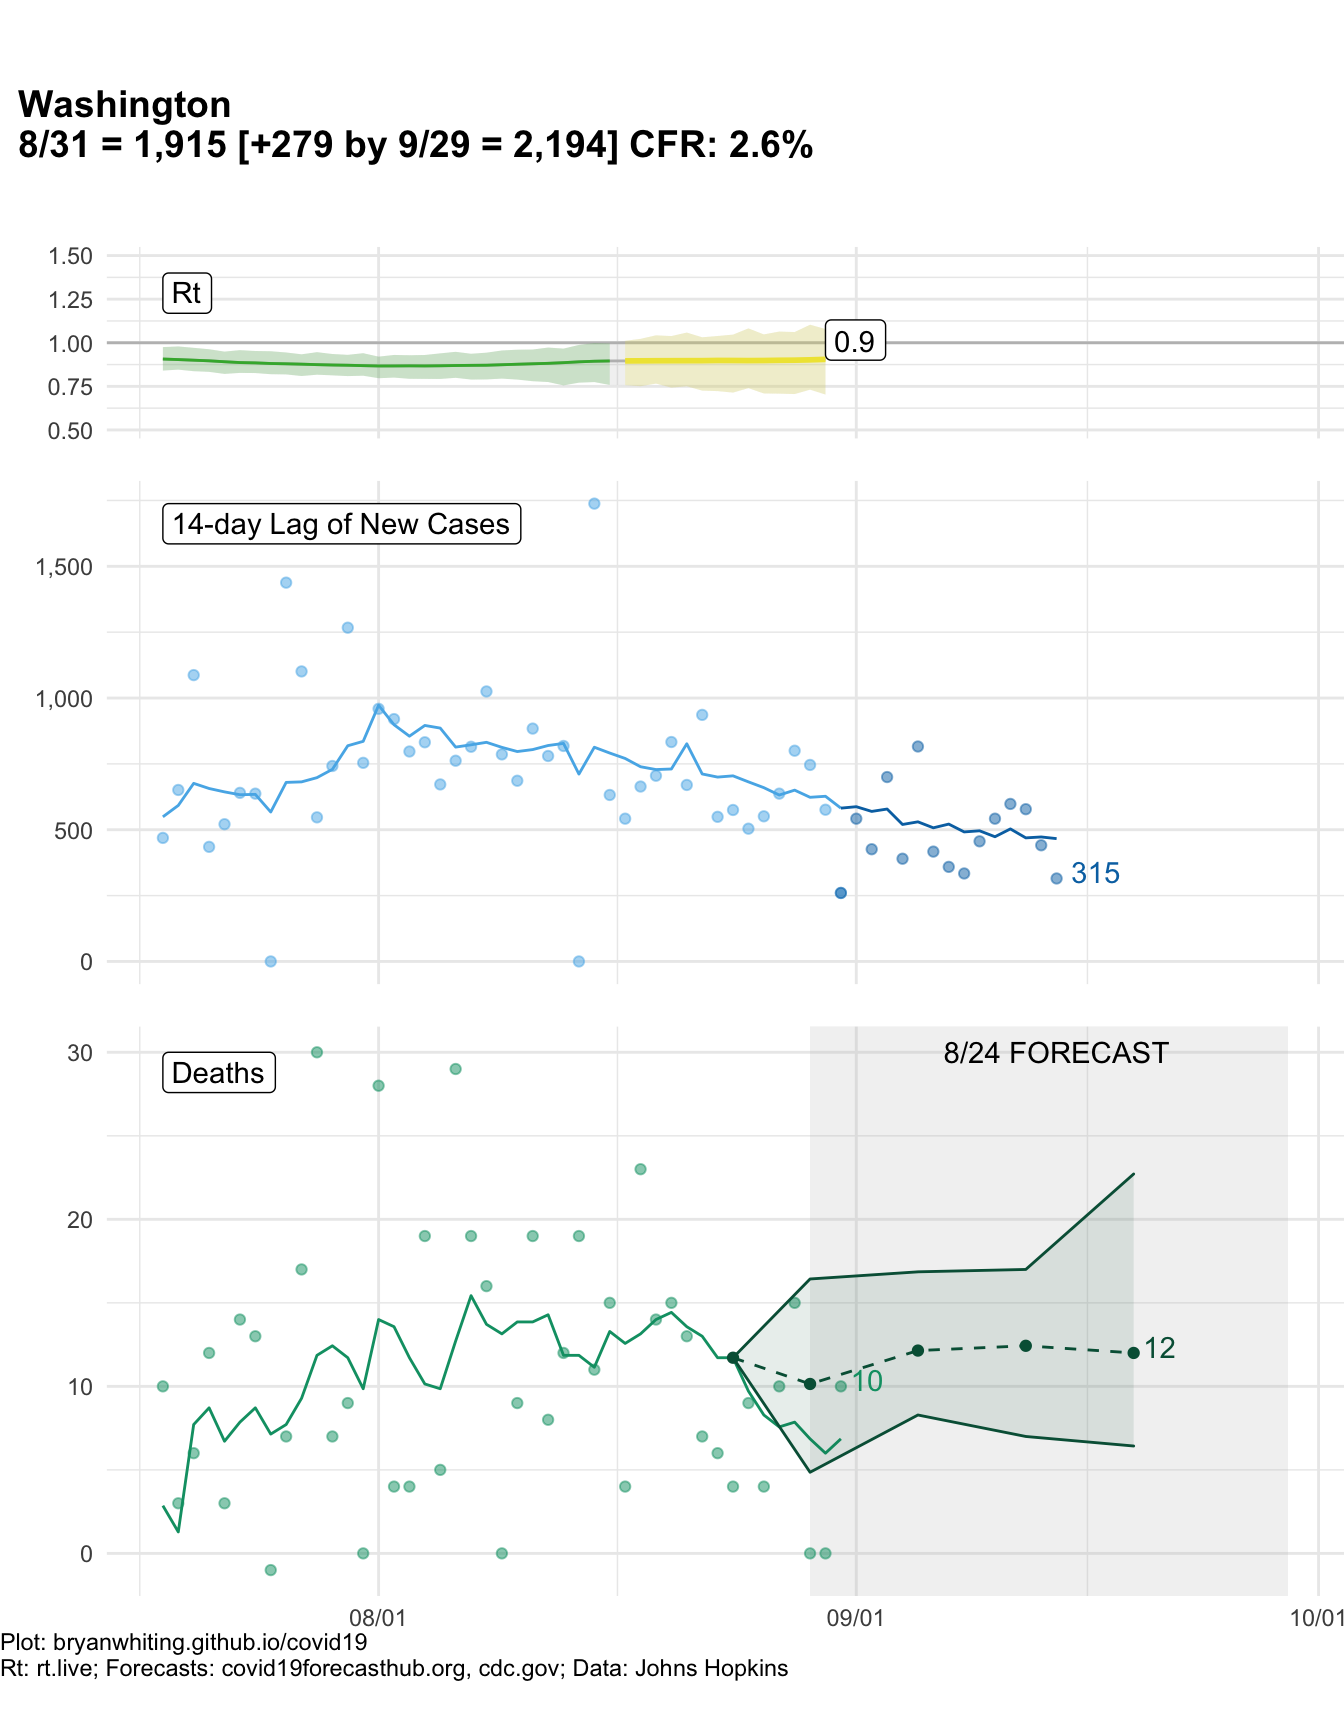 Washington
8/31 = 1,915 [+279 by 9/29 = 2,194] CFR: 2.6%
1.50
Rt
1.25
1.00
0.9
0.75
0.50
14-day Lag of New Cases
1,500
1,000
500
315
0
30
8/24 FORECAST
Deaths
20
12
10
10
0
08/01
09/01
10/01
Plot: bryanwhiting.github.io/covid19
Rt: rt.live; Forecasts: covid19forecasthub.org, cdc.gov; Data: Johns Hopkins